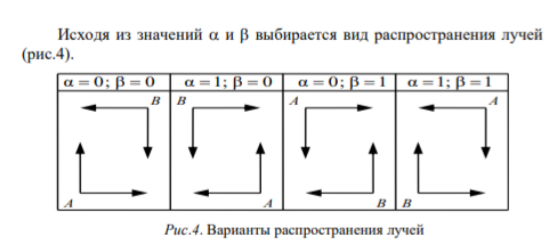 Исходя из значений α и β выбирается вид распространения лучей
(рис.4).
α = 0; β = 0 α = 1; β = 0 α = 0; β = 1 α = 1; β = 1
B B A A
A A B B
Рис.4. Варианты распространения лучей